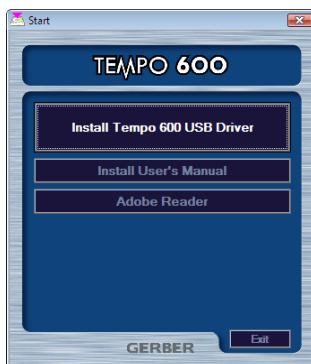 Start
TEMPO 600
Install Tempo 600 USB Driver
Install User's Manual
Adobe Reader
Exit
GERBER